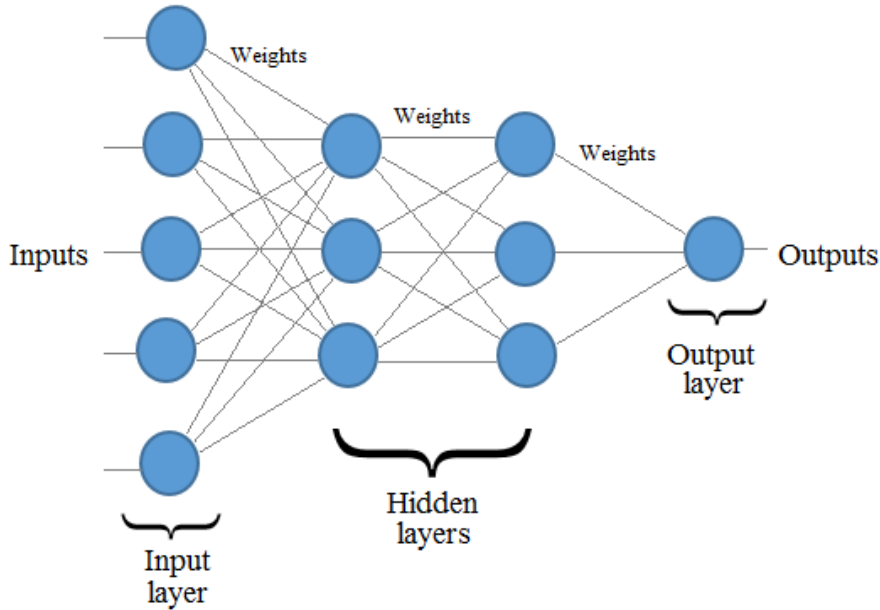 Weights
Weights
Weights
Inputs
Outputs
Output
layer
Hidden
layers
Input
layer